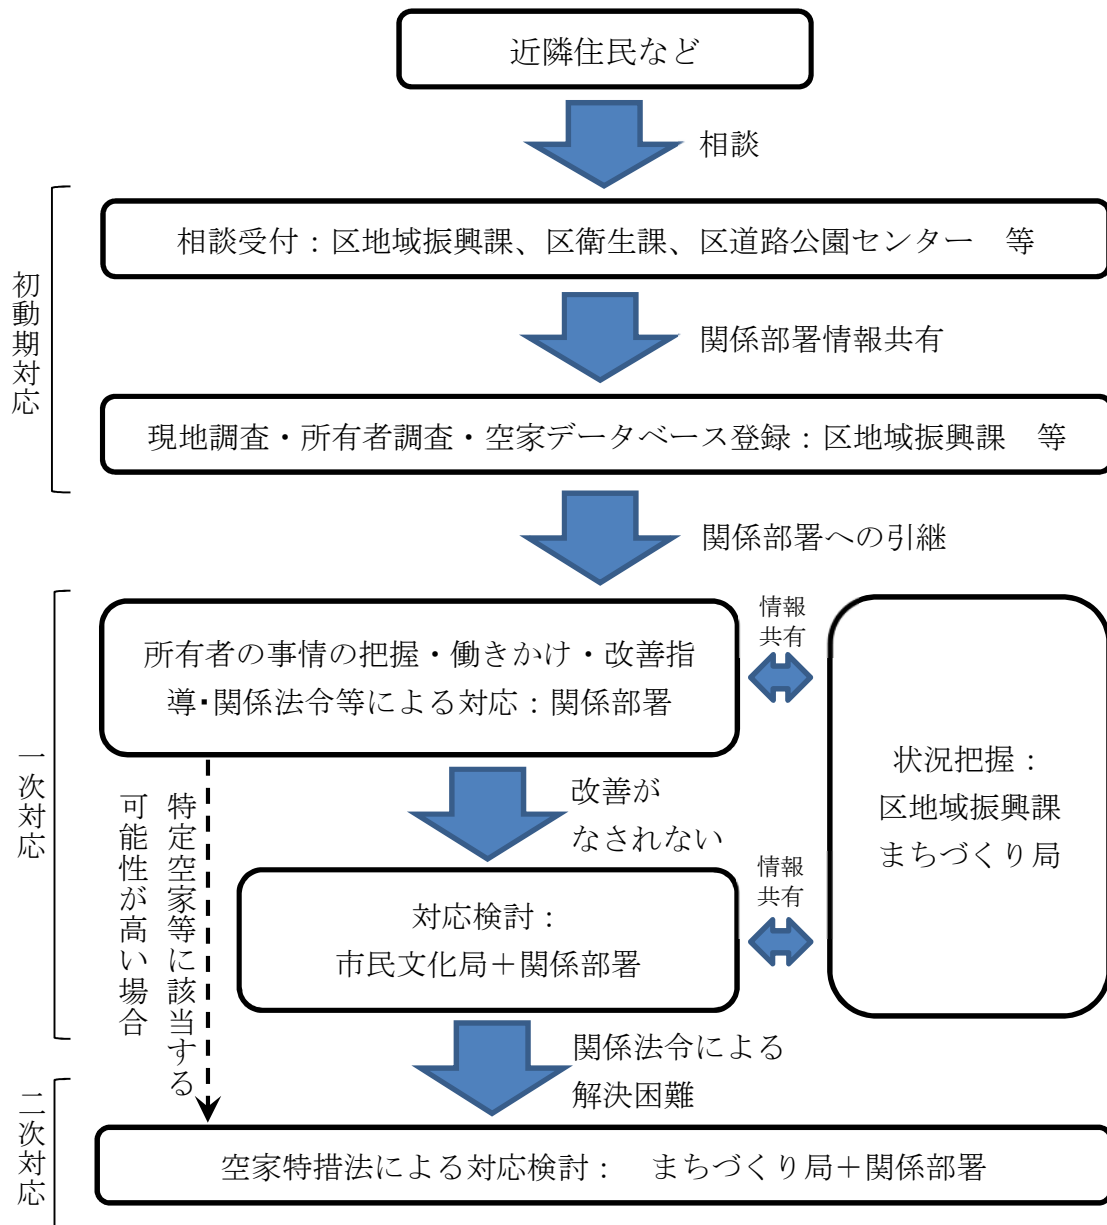 近隣住民など
相談
初動期対応
相談受付：区地域振興課、区衛生課、区道路公園センター　等
関係部署情報共有
現地調査・所有者調査・空家データベース登録：区地域振興課　等
関係部署への引継
一次対応
所有者の事情の把握・働きかけ・改善指
導・関係法令等による対応：関係部署
情報
共有
状況把握：
区地域振興課
まちづくり局
特定空家等に該当する
可能性が高い場合
改善が
なされない
対応検討：
市民文化局＋関係部署
情報
共有
関係法令による
解決困難
二次対応
空家特措法による対応検討：　まちづくり局＋関係部署